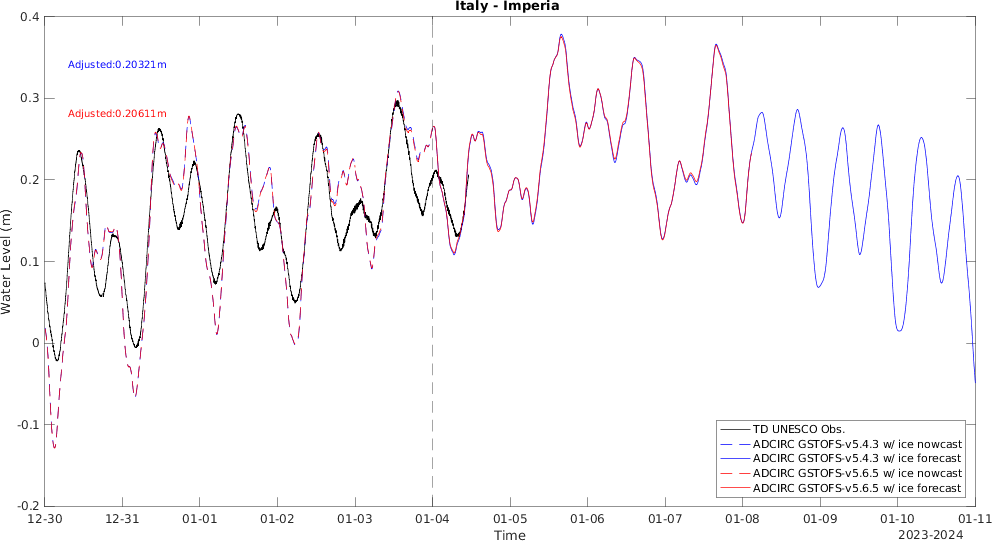 Italy - Imperia
Adjusted:0.20321m
Adjusted:0.20611m
Water Level (m)
0.4
0.3
0.2
0.1
0
-0.1
-0.2
TD UNESCO Obs.
ADCIRC GSTOFS-v5.4.3 w/ ice nowcast
ADCIRC GSTOFS-v5.4.3 w/ ice forecast
ADCIRC GSTOFS-v5.6.5 w/ ice nowcast
ADCIRC GSTOFS-v5.6.5 w/ ice forecast
12-30 12-31 01-01 01-02 01-03 01-04 01-05 01-06 01-07 01-08 01-09 01-10 01-11
Time
2023-2024